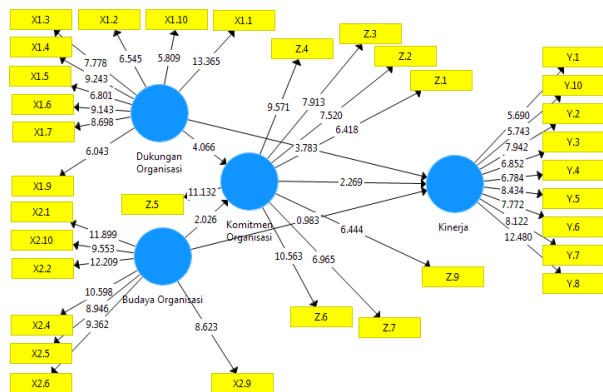 X1.3
X1.2
X1.10
X1.1
X1.4
X1.5
X1.6
X1.7
X1.9
7.778
6.545
5.809
13.365
9.243
6.801
9.143
8.698
6.043
Dukungan
Organisasi
4.066
3.783
Z.4
Z.3
Z.2
Z.1
9.571
7.913
7.520
6.418
Z.5
11.132
Komitmen
Organisasi
2.269
2.026
0.983
6.444
10.563
6.965
Z.9
Z.6
Z.7
X2.1
X2.10
X2.2
X2.4
X2.5
X2.6
X2.9
11.899
9.553
12.209
10.598
8.946
9.362
8.623
Budaya Organisasi
Kinerja
Y.1
Y.10
Y.2
Y.3
Y.4
Y.5
Y.6
Y.7
Y.8
5.690
5.743
7.942
6.852
6.784
8.434
7.772
8.122
12.480